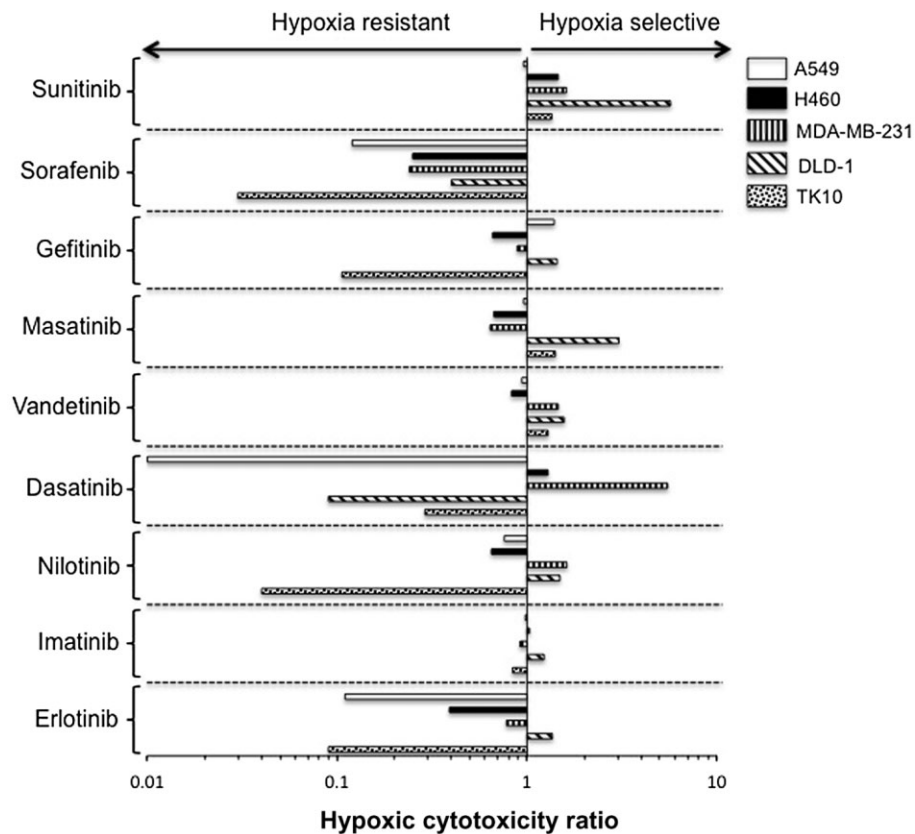 Hypoxia resistant
Hypoxia selective
A549
H460
MDA-MB-231
DLD-1
TK10
Sunitinib
Sorafenib
Gefitinib
Masatinib
Vandetinib
Dasatinib
Nilotinib
Imatinib
Erlotinib
0.01 0.1 1 10
Hypoxic cytotoxicity ratio